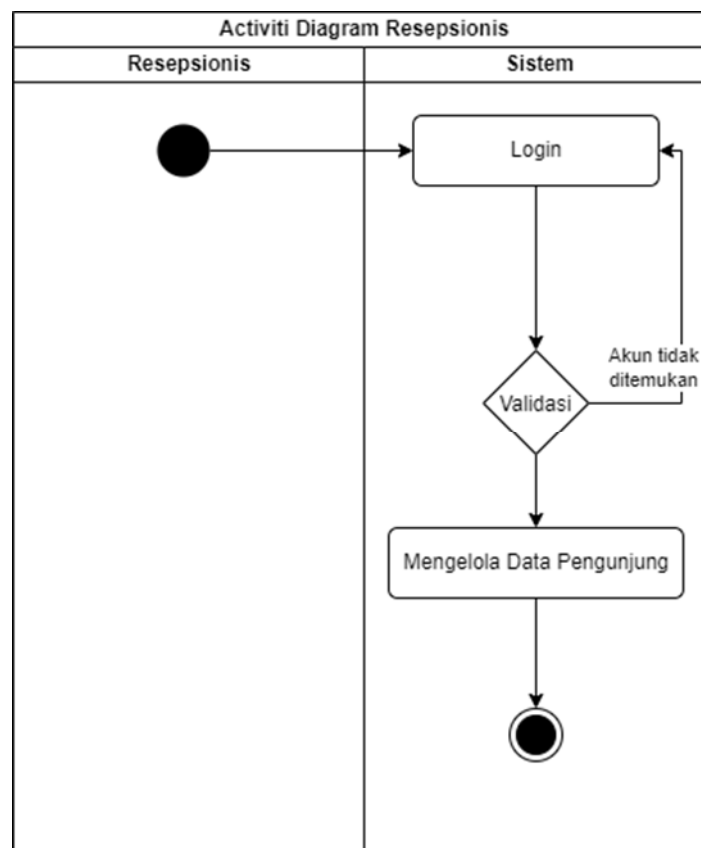 Activiti Diagram Resepsionis
Resepsionis
Sistem
Login
Akun tidak
ditemukan
Validasi
Mengelola Data Pengunjung